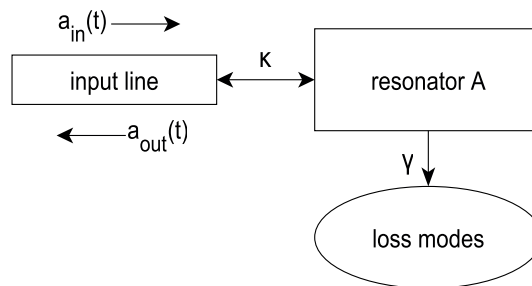 a_in(t)
κ
input line
resonator A
a_out(t)
γ
loss modes